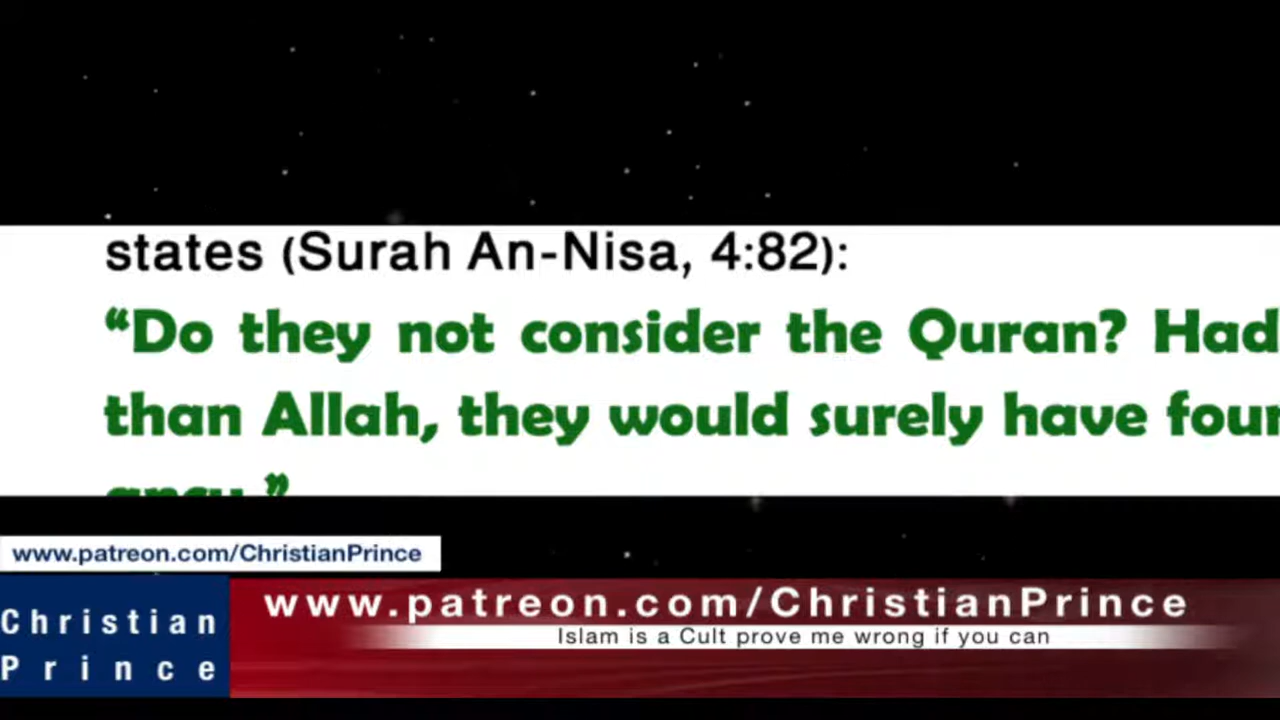 states (Surah An-Nisa, 4:82):
“Do they not consider the Quran? Had
than Allah, they would surely have
ancy.”
www.patreon.com/ChristianPrince
www.patreon.com/ChristianPrince
Islam is a Cult prove me wrong if you can
Christian
Prince